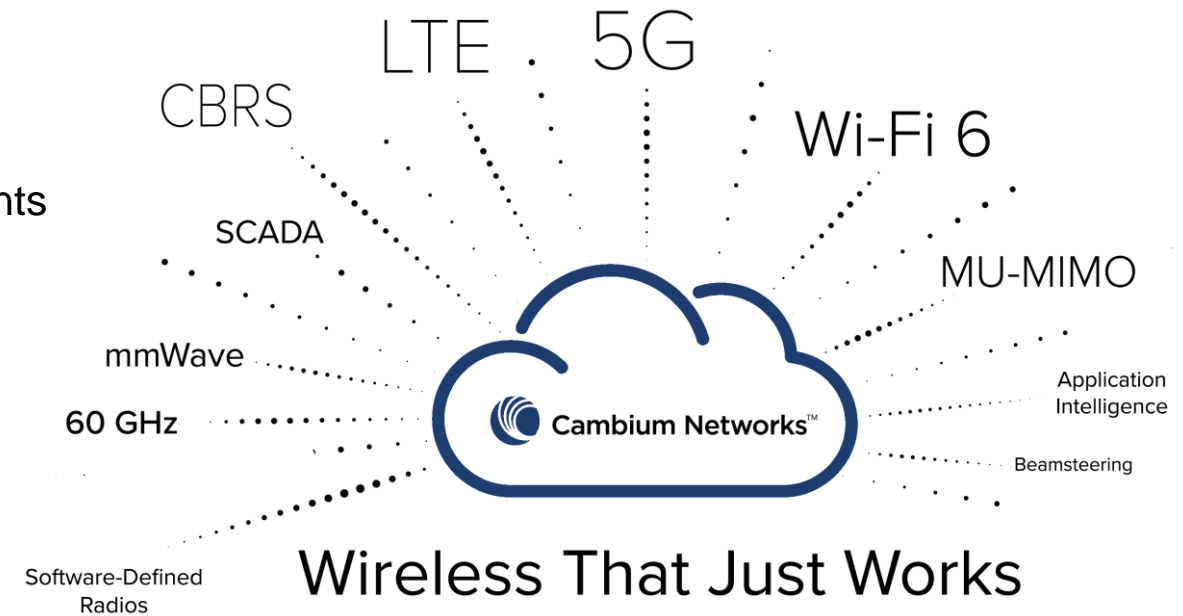 LTE
5G
CBRS
Wi-Fi 6
SCADA
MU-MIMO
mmWave
60 GHz
Application
Intelligence
Cambium Networks™
Beamsteering
Software-Defined
Radios
Wireless That Just Works